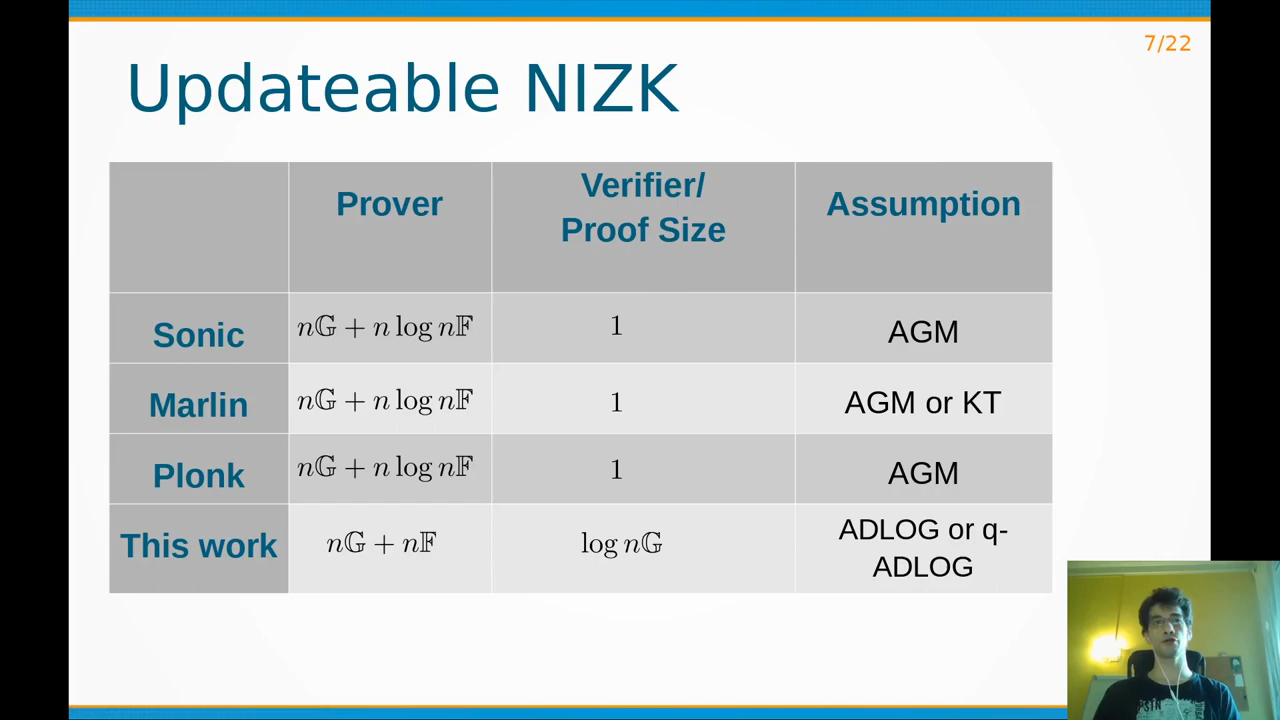 7/22
Updateable NIZK
Prover
Verifier/
Proof Size
Assumption
Sonic
n𝔾 + n log n𝔽
1
AGM
Marlin
n𝔾 + n log n𝔽
1
AGM or KT
Plonk
n𝔾 + n log n𝔽
1
AGM
This work
n𝔾 + n𝔽
log n𝔾
ADLOG or q-
ADLOG